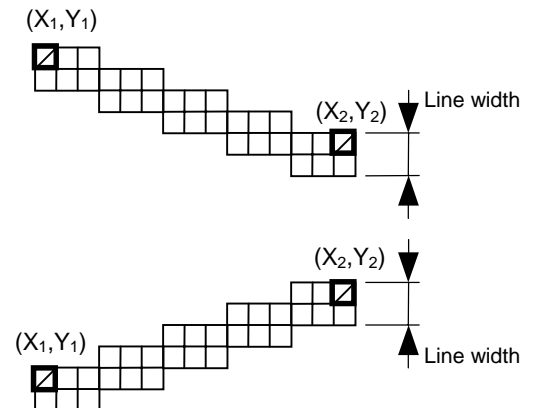 (X₁,Y₁)
Line width
(X₂,Y₂)
(X₂,Y₂)
(X₁,Y₁)
Line width